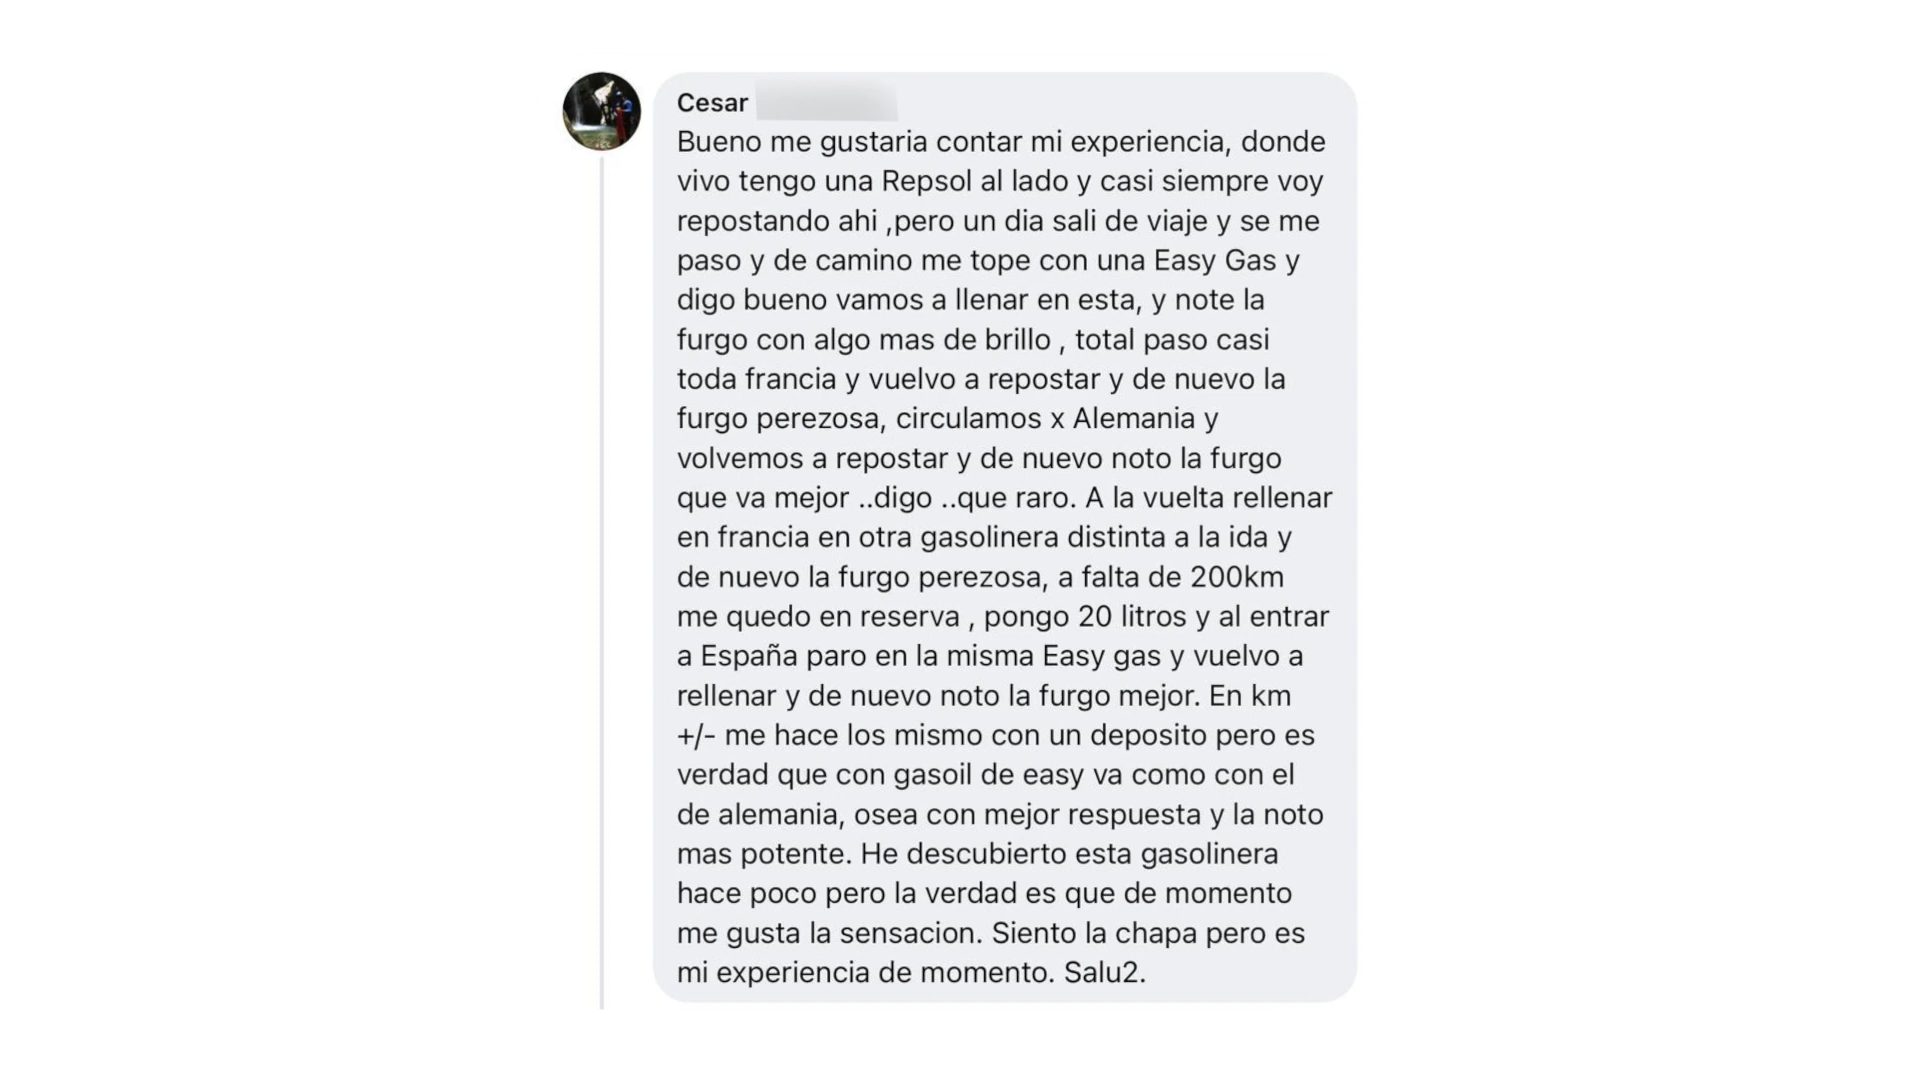 Cesar
Bueno me gustaria contar mi experiencia, donde
vivo tengo una Repsol al lado y casi siempre voy
repostando ahi ,pero un dia sali de viaje y se me
paso y de camino me tope con una Easy Gas y
digo bueno vamos a llenar en esta, y note la
furgo con algo mas de brillo , total paso casi
toda francia y vuelvo a repostar y de nuevo la
furgo perezosa, circulamos x Alemania y
volvemos a repostar y de nuevo noto la furgo
que va mejor ..digo ..que raro. A la vuelta rellenar
en francia en otra gasolinera distinta a la ida y
de nuevo la furgo perezosa, a falta de 200km
me quedo en reserva , pongo 20 litros y al entrar
a España paro en la misma Easy gas y vuelvo a
rellenar y de nuevo noto la furgo mejor. En km
+/- me hace los mismo con un deposito pero es
verdad que con gasoil de easy va como con el
de alemania, osea con mejor respuesta y la noto
mas potente. He descubierto esta gasolinera
hace poco pero la verdad es que de momento
me gusta la sensacion. Siento la chapa pero es
mi experiencia de momento. Salu2.